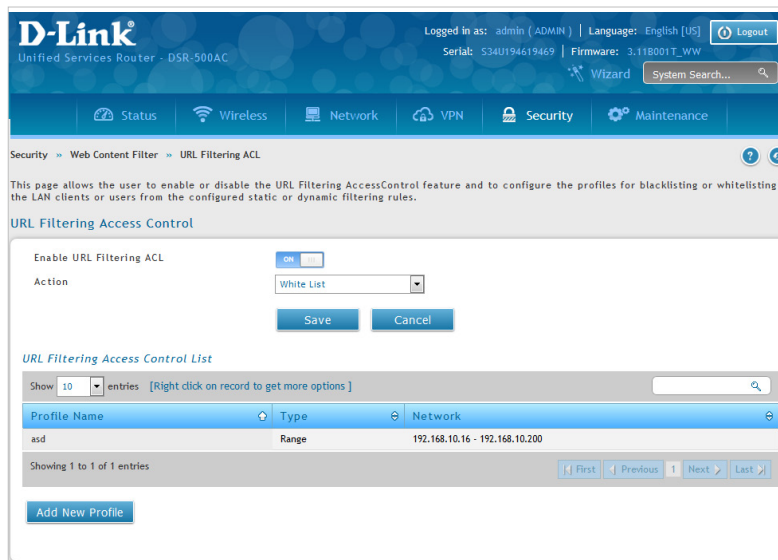 D-Link
Logged in as: admin ( ADMIN ) | Language: English [US]
Logout
Unified Services Router - DSR-500AC
Serial: S34U194619469 | Firmware: 3.11B001T_WW
Wizard
System Search...
Status
Wireless
Network
VPN
Security
Maintenance
Security » Web Content Filter » URL Filtering ACL
This page allows the user to enable or disable the URL Filtering AccessControl feature and to configure the profiles for blacklisting or whitelisting
the LAN clients or users from the configured static or dynamic filtering rules.
URL Filtering Access Control
Enable URL Filtering ACL
ON
Action
White List
Save
Cancel
URL Filtering Access Control List
Show 10 entries [Right click on record to get more options ]
Profile Name
Type
Network
asd
Range
192.168.10.16 - 192.168.10.200
Showing 1 to 1 of 1 entries
First
Previous
1
Next
Last
Add New Profile